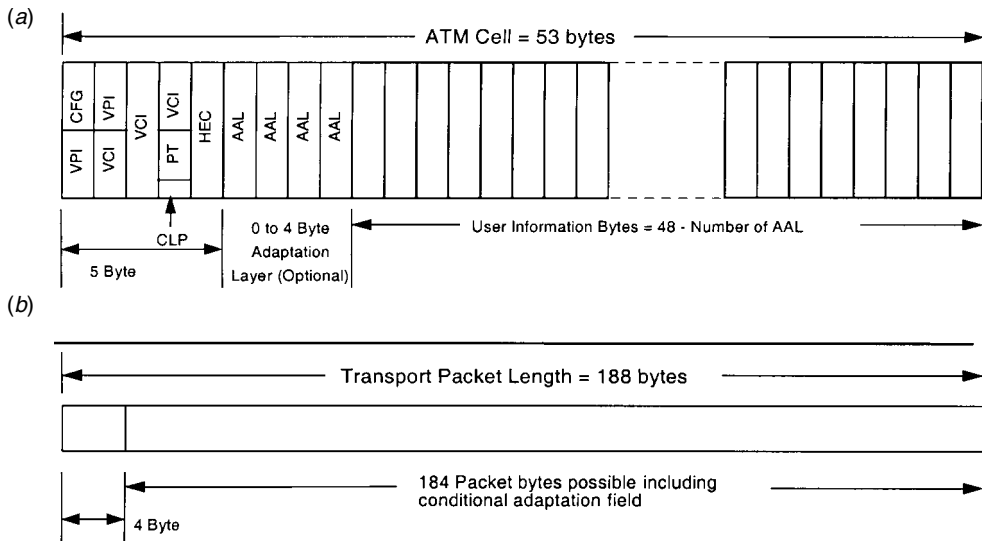 (a)
ATM Cell = 53 bytes
CFG
VPI
VPI
VCI
VCI
VCI
PT
HEC
AAL
AAL
AAL
AAL
CLP
5 Byte
0 to 4 Byte
Adaptation
Layer (Optional)
User Information Bytes = 48 - Number of AAL
(b)
Transport Packet Length = 188 bytes
184 Packet bytes possible including
conditional adaptation field
4 Byte